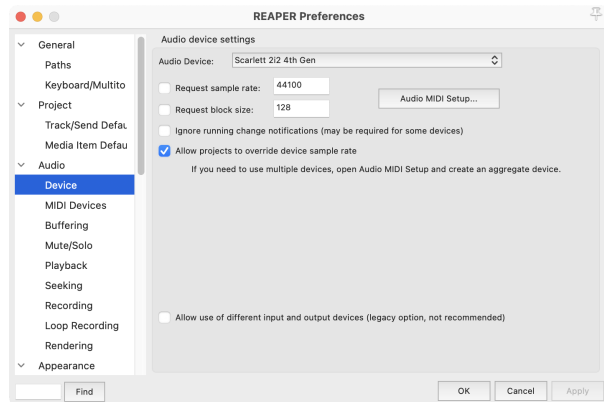 REAPER Preferences
General
Paths
Keyboard/Multito
Project
Track/Send Defau
Media Item Defau
Audio
Device
MIDI Devices
Buffering
Mute/Solo
Playback
Seeking
Recording
Loop Recording
Rendering
Appearance
Find
Audio device settings
Audio Device: Scarlett 2i2 4th Gen
Request sample rate: 44100
Request block size: 128
Audio MIDI Setup...
Ignore running change notifications (may be required for some devices)
Allow projects to override device sample rate
If you need to use multiple devices, open Audio MIDI Setup and create an aggregate device.
Allow use of different input and output devices (legacy option, not recommended)
OK Cancel Apply